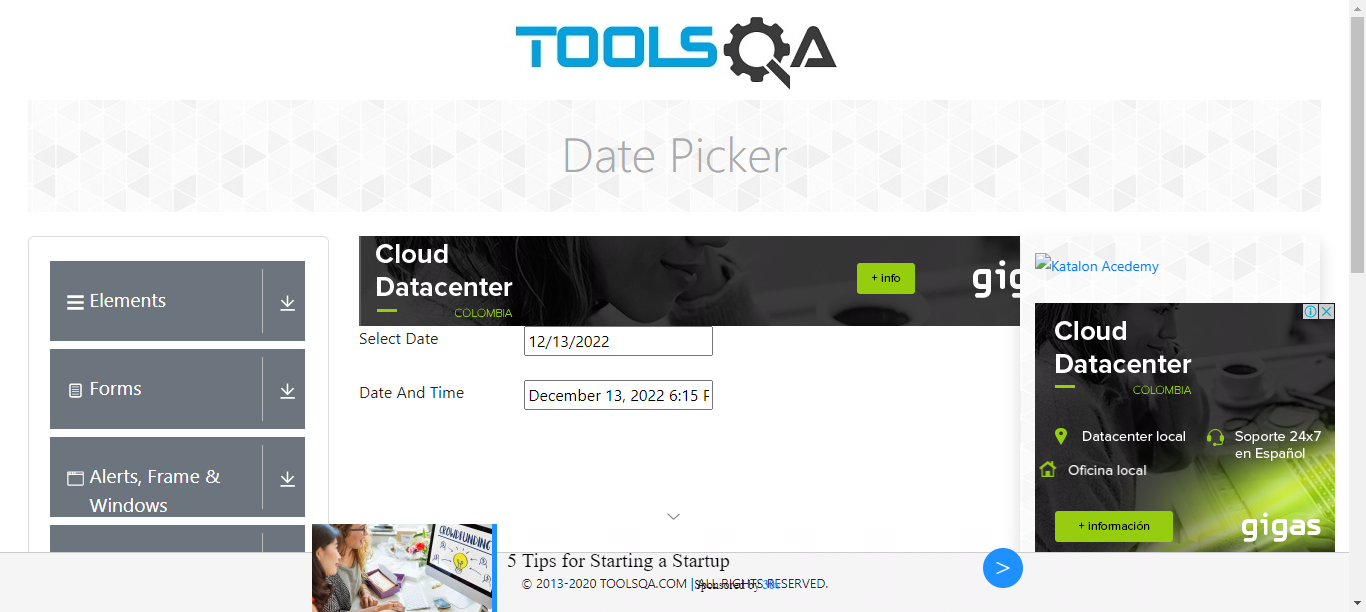 TOOLSQA
Date Picker
Elements
Forms
Alerts, Frame &
Windows
Cloud
Datacenter
COLOMBIA
+ info
gig
Select Date
12/13/2022
Date And Time
December 13, 2022 6:15 P
Katalon Acedemy
Cloud
Datacenter
COLOMBIA
Datacenter local
Soporte 24x7
en Español
Oficina local
+ información
gigas
CROWDFUNDING
5 Tips for Starting a Startup
>
© 2013-2020 TOOLSQA.COM | ALL RIGHTS RESERVED.
Sponsored by